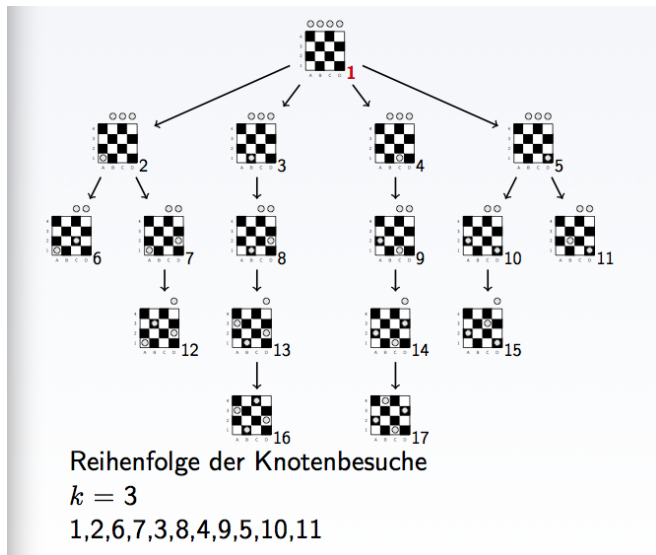 1
2 3 4 5
6 7 8 9 10 11
12 13 14 15
16 17
Reihenfolge der Knotenbesuche
k = 3
1,2,6,7,3,8,4,9,5,10,11